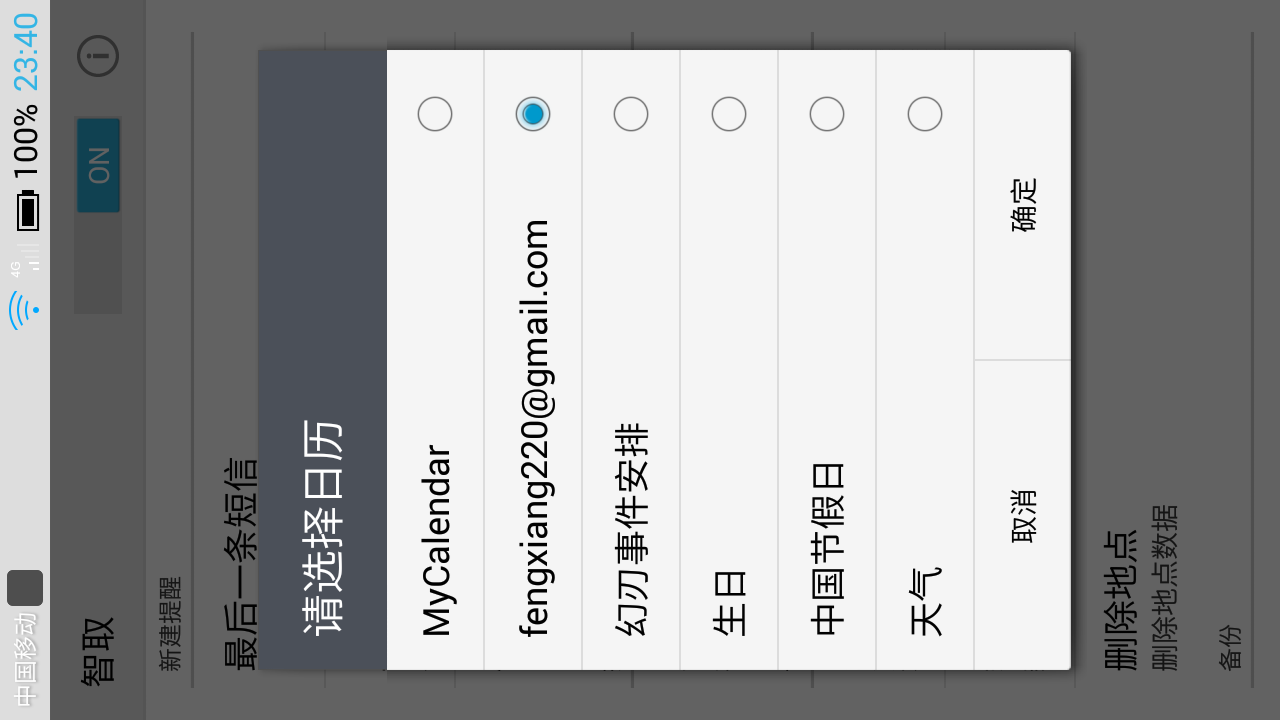 中国移动 4G 100% 23:40
智取 ON
新建提醒
最后一条短信
请选择日历
MyCalendar
fengxiang220@gmail.com
幻刃事件安排
生日
中国节假日
天气
取消 确定
删除地点
删除地点数据
备份